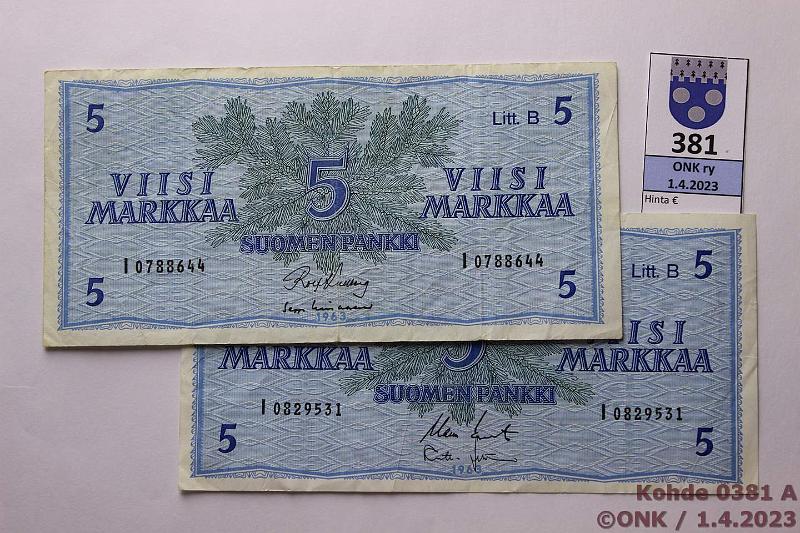 5 Litt. B 5
VIISI 5 VIISI
MARKKAA MARKKAA
SUOMEN PANKKI
I 0788644 I 0788644
5 5
1963
381
ONK ry
1.4.2023
Hinta €
Litt. B 5
MARKKAA 5 VIISI
MARKKAA
SUOMEN PANKKI
I 0829531 I 0829531
5 5
1963
Kohde 0381 A
©ONK / 1.4.2023